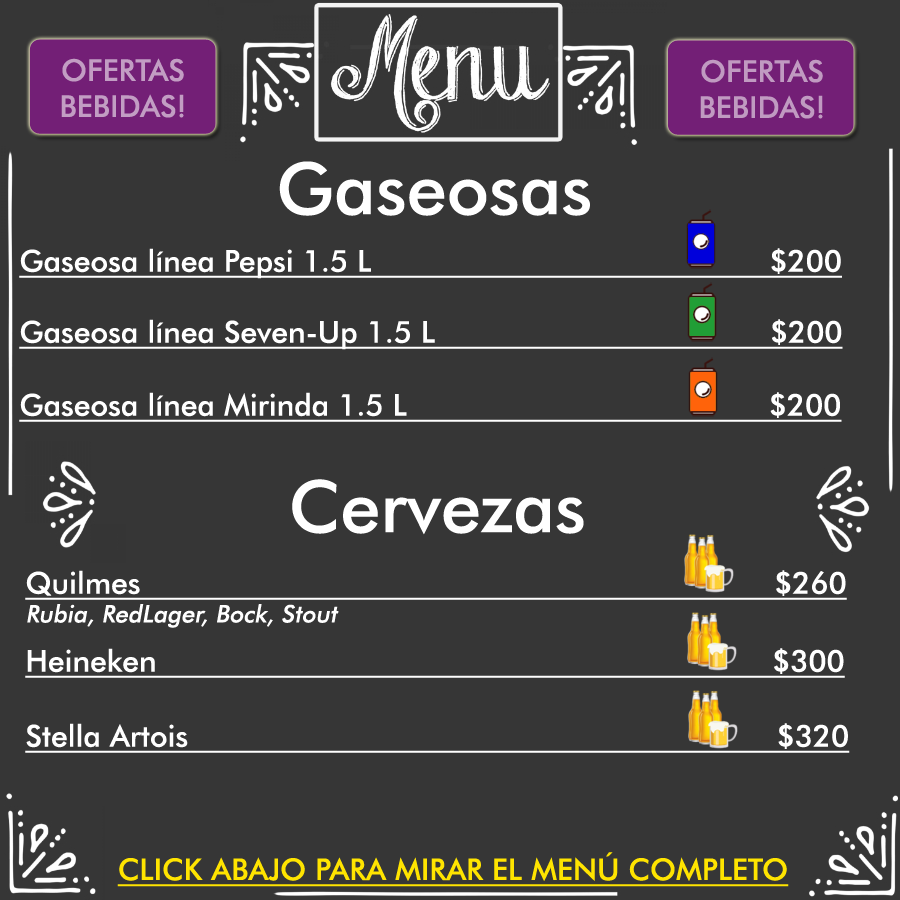 OFERTAS
BEBIDAS!
Menu
OFERTAS
BEBIDAS!
Gaseosas
Gaseosa línea Pepsi 1.5 L $200
Gaseosa línea Seven-Up 1.5 L $200
Gaseosa línea Mirinda 1.5 L $200
Cervezas
Quilmes $260
Rubia, RedLager, Bock, Stout
Heineken $300
Stella Artois $320
CLICK ABAJO PARA MIRAR EL MENÚ COMPLETO